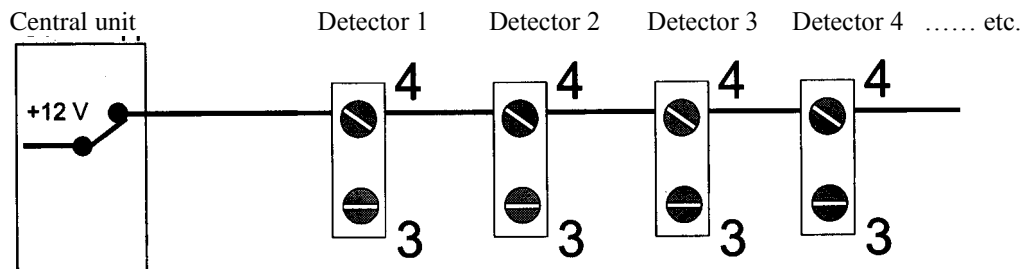 Central unit Detector 1 Detector 2 Detector 3 Detector 4 …… etc.
4 4 4 4
+12 V
3 3 3 3